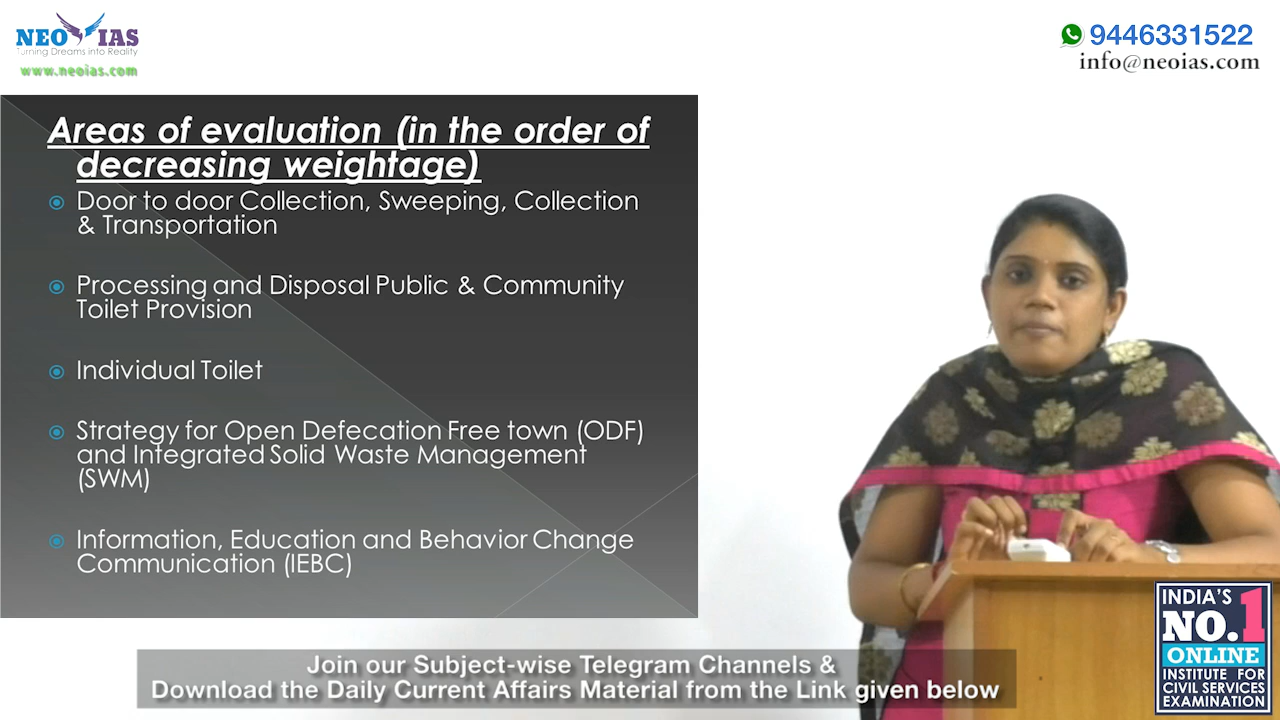 NEO IAS
Turning Dreams into Reality
www.neoias.com
9446331522
info@neoias.com
Areas of evaluation (in the order of
decreasing weightage)
Door to door Collection, Sweeping, Collection
& Transportation
Processing and Disposal Public & Community
Toilet Provision
Individual Toilet
Strategy for Open Defecation Free town (ODF)
and Integrated Solid Waste Management
(SWM)
Information, Education and Behavior Change
Communication (IEBC)
Join our Subject-wise Telegram Channels &
Download the Daily Current Affairs Material from the Link given below
INDIA'S
NO.1
ONLINE
INSTITUTE FOR
CIVIL SERVICES
EXAMINATION